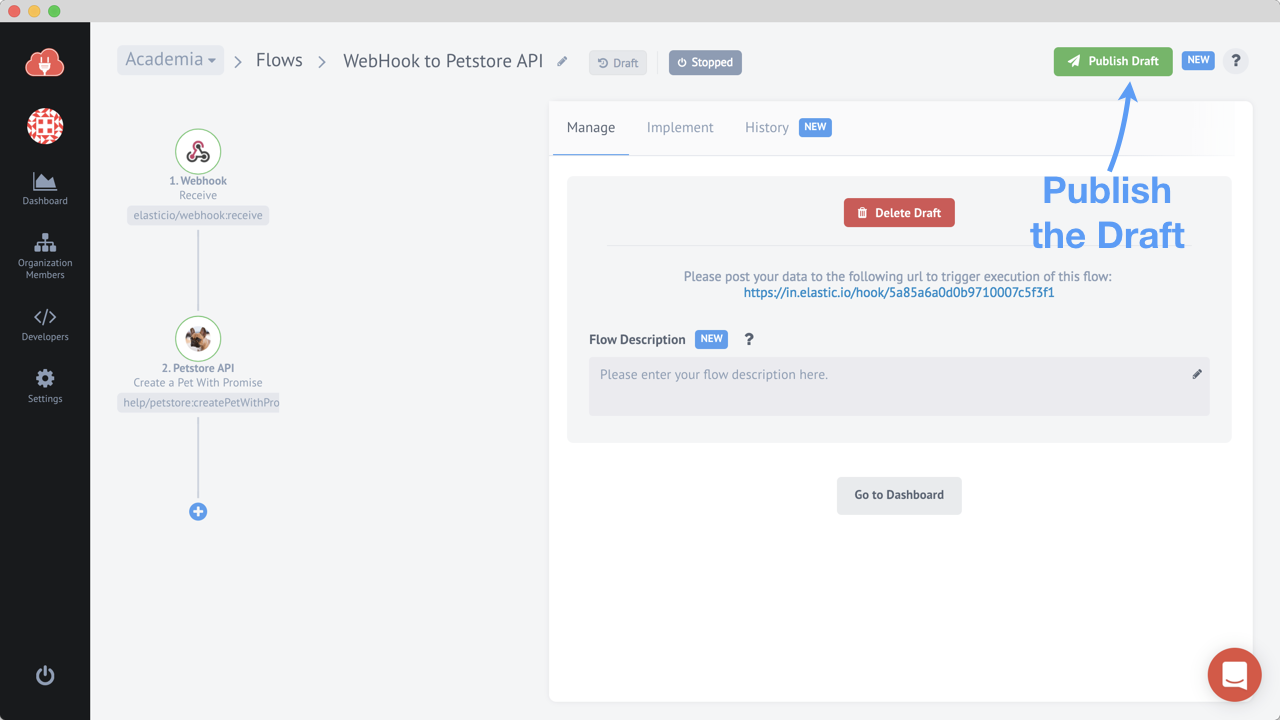 Academia
Flows
WebHook to Petstore API
Draft
Stopped
Publish Draft
NEW
?
Dashboard
Organization
Members
Developers
Settings
1. Webhook
Receive
elasticio/webhook:receive
2. Petstore API
Create a Pet With Promise
help/petstore:createPetWithPro
Manage
Implement
History
NEW
Publish
the Draft
Delete Draft
Please post your data to the following url to trigger execution of this flow:
https://in.elastic.io/hook/5a85a6a0d0b9710007c5f3f1
Flow Description
NEW
?
Please enter your flow description here.
Go to Dashboard